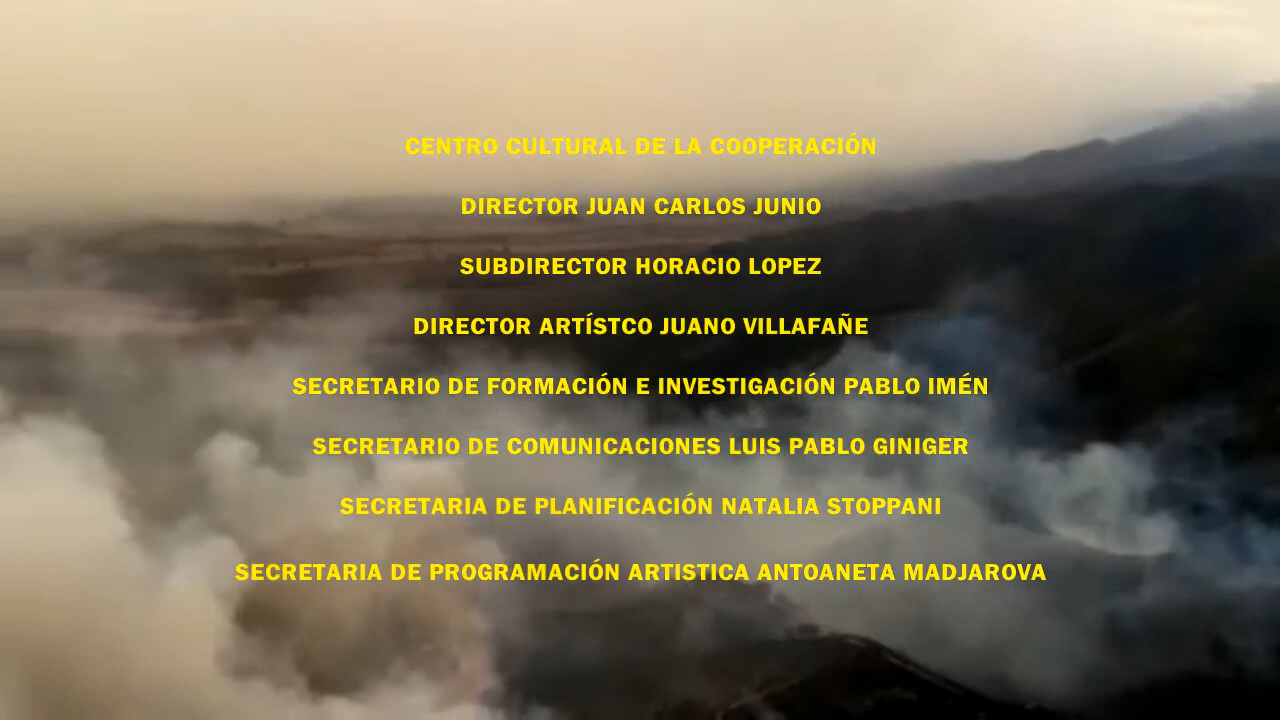 CENTRO CULTURAL DE LA COOPERACIÓN
DIRECTOR JUAN CARLOS JUNIO
SUBDIRECTOR HORACIO LOPEZ
DIRECTOR ARTÍSTCO JUANO VILLAFAÑE
SECRETARIO DE FORMACIÓN E INVESTIGACIÓN PABLO IMÉN
SECRETARIO DE COMUNICACIONES LUIS PABLO GINIGER
SECRETARIA DE PLANIFICACIÓN NATALIA STOPPANI
SECRETARIA DE PROGRAMACIÓN ARTISTICA ANTOANETA MADJAROVA